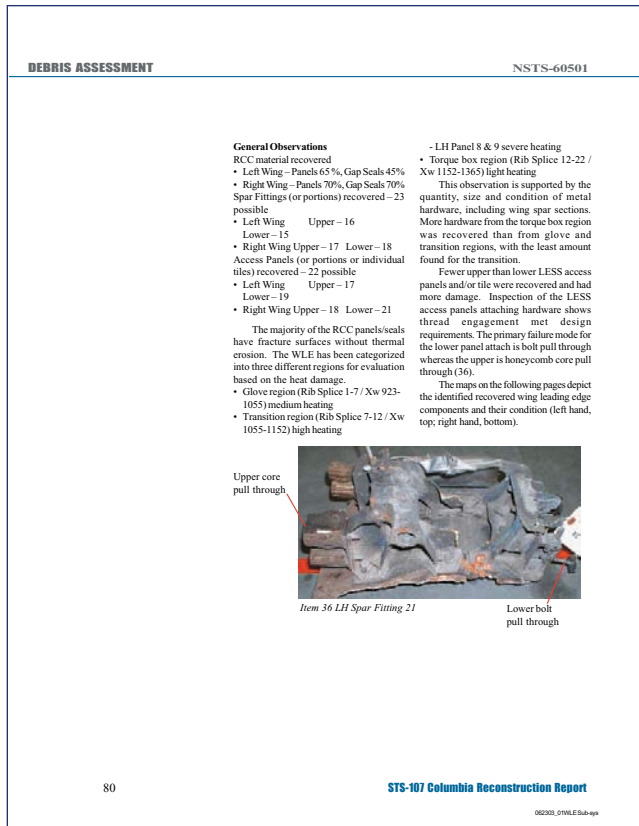 DEBRIS ASSESSMENT
NSTS-60501
General Observations
RCC material recovered
• Left Wing – Panels 65 %, Gap Seals 45%
• Right Wing – Panels 70%, Gap Seals 70%
Spar Fittings (or portions) recovered – 23
possible
• Left Wing Upper – 16
Lower – 15
• Right Wing Upper – 17 Lower – 18
Access Panels (or portions or individual
tiles) recovered – 22 possible
• Left Wing Upper – 17
Lower – 19
• Right Wing Upper – 18 Lower – 21
The majority of the RCC panels/seals
have fracture surfaces without thermal
erosion. The WLE has been categorized
into three different regions for evaluation
based on the heat damage.
• Glove region (Rib Splice 1-7 / Xw 923-
1055) medium heating
• Transition region (Rib Splice 7-12 / Xw
1055-1152) high heating
- LH Panel 8 & 9 severe heating
• Torque box region (Rib Splice 12-22 /
Xw 1152-1365) light heating
This observation is supported by the
quantity, size and condition of metal
hardware, including wing spar sections.
More hardware from the torque box region
was recovered than from glove and
transition regions, with the least amount
found for the transition.
Fewer upper than lower LESS access
panels and/or tile were recovered and had
more damage. Inspection of the LESS
access panels attaching hardware shows
thread engagement met design
requirements. The primary failure mode for
the lower panel attach is bolt pull through
whereas the upper is honeycomb core pull
through (36).
The maps on the following pages depict
the identified recovered wing leading edge
components and their condition (left hand,
top; right hand, bottom).
Upper core
pull through
Item 36 LH Spar Fitting 21
Lower bolt
pull through
80
STS-107 Columbia Reconstruction Report
062303_01WLE Sub-sys